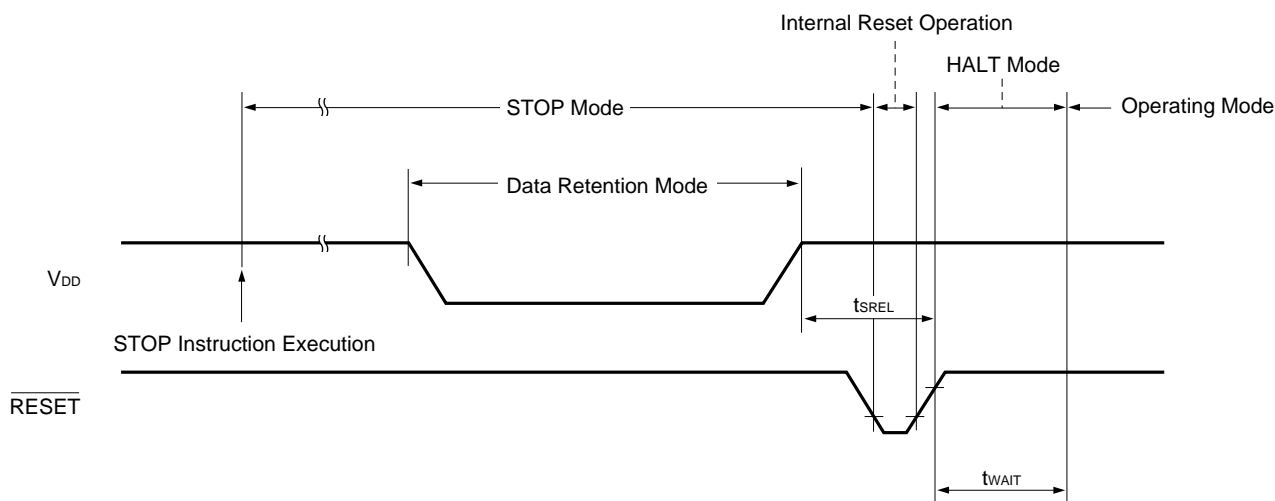 Internal Reset Operation
HALT Mode
STOP Mode
Operating Mode
Data Retention Mode
VDD
tSREL
STOP Instruction Execution
RESET
tWAIT